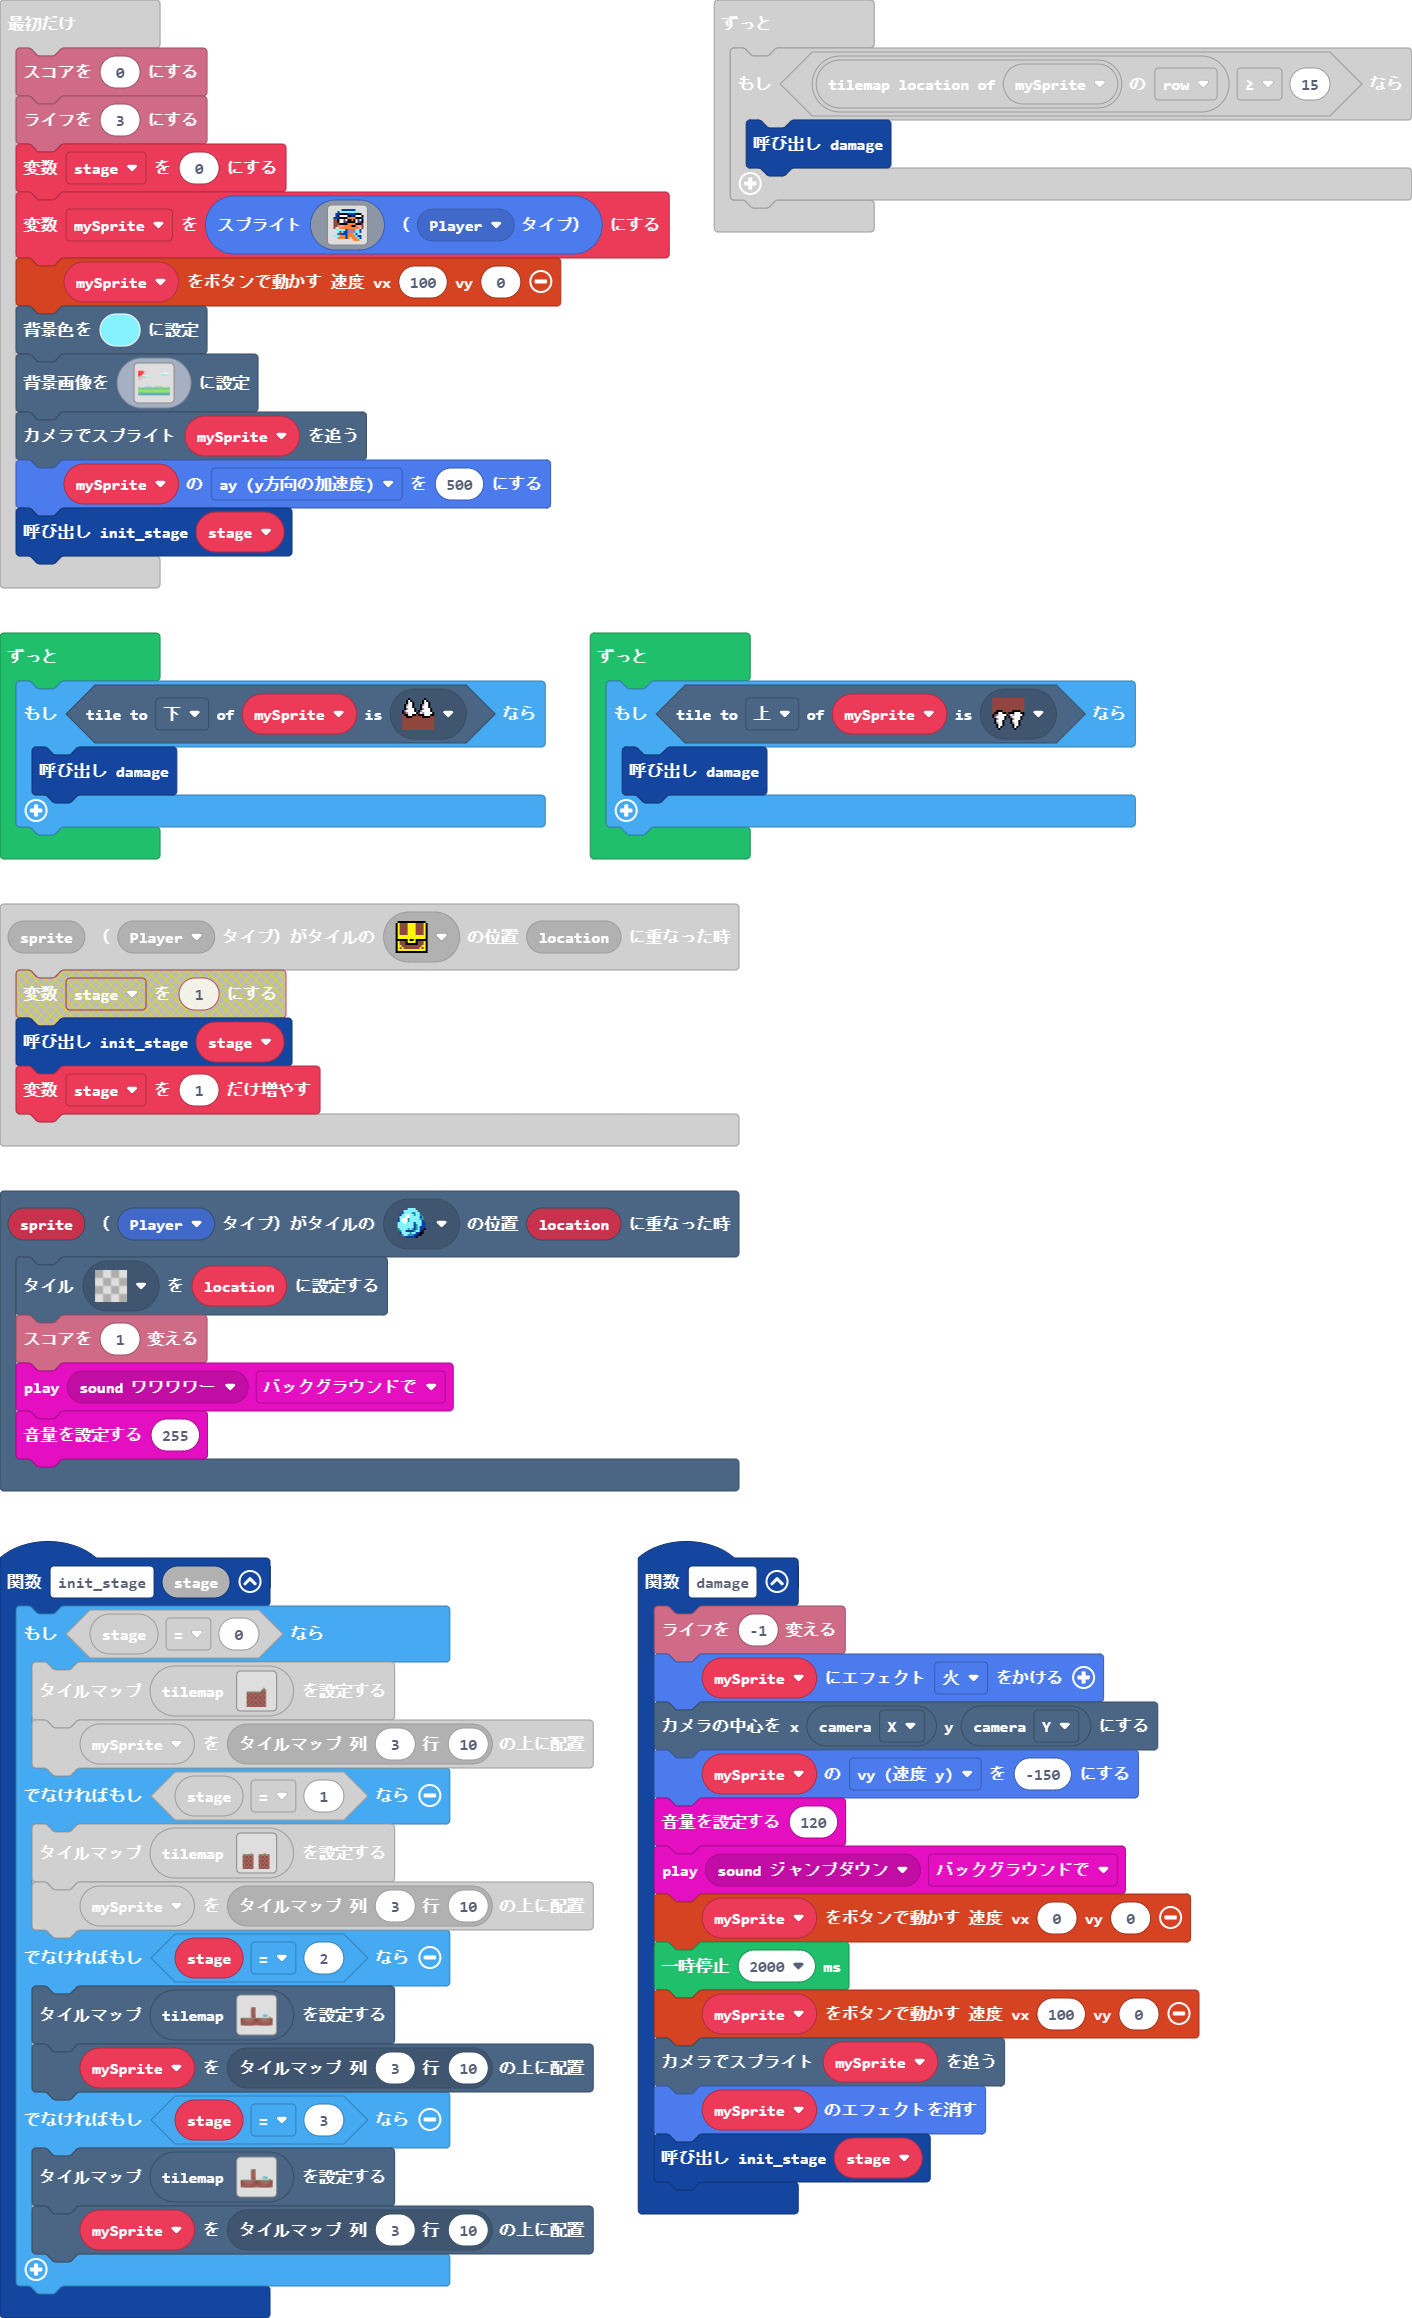 最初だけ
スコアを 0 にする
ライフを 3 にする
変数 stage を 0 にする
変数 mySprite を スプライト ( Player タイプ) にする
mySprite をボタンで動かす 速度 vx 100 vy 0
背景色を に設定
背景画像を に設定
カメラでスプライト mySprite を追う
mySprite の ay (y方向の加速度) を 500 にする
呼び出し init_stage stage
ずっと
もし tilemap location of mySprite の row ≥ 15 なら
呼び出し damage
ずっと
もし tile to 下 of mySprite is なら
呼び出し damage
ずっと
もし tile to 上 of mySprite is なら
呼び出し damage
sprite ( Player タイプ) がタイルの の位置 location に重なった時
変数 stage を 1 にする
呼び出し init_stage stage
変数 stage を 1 だけ増やす
sprite ( Player タイプ) がタイルの の位置 location に重なった時
タイル を location に設定する
スコアを 1 変える
play sound ワワワワー バックグラウンドで
音量を設定する 255
関数 init_stage stage
もし stage = 0 なら
タイルマップ tilemap を設定する
mySprite を タイルマップ 列 3 行 10 の上に配置
でなければもし stage = 1 なら
タイルマップ tilemap を設定する
mySprite を タイルマップ 列 3 行 10 の上に配置
でなければもし stage = 2 なら
タイルマップ tilemap を設定する
mySprite を タイルマップ 列 3 行 10 の上に配置
でなければもし stage = 3 なら
タイルマップ tilemap を設定する
mySprite を タイルマップ 列 3 行 10 の上に配置
関数 damage
ライフを -1 変える
mySprite にエフェクト 火 をかける
カメラの中心を x camera X y camera Y にする
mySprite の vy (速度 y) を -150 にする
音量を設定する 120
play sound ジャンプダウン バックグラウンドで
mySprite をボタンで動かす 速度 vx 0 vy 0
一時停止 2000 ms
mySprite をボタンで動かす 速度 vx 100 vy 0
カメラでスプライト mySprite を追う
mySprite のエフェクトを消す
呼び出し init_stage stage